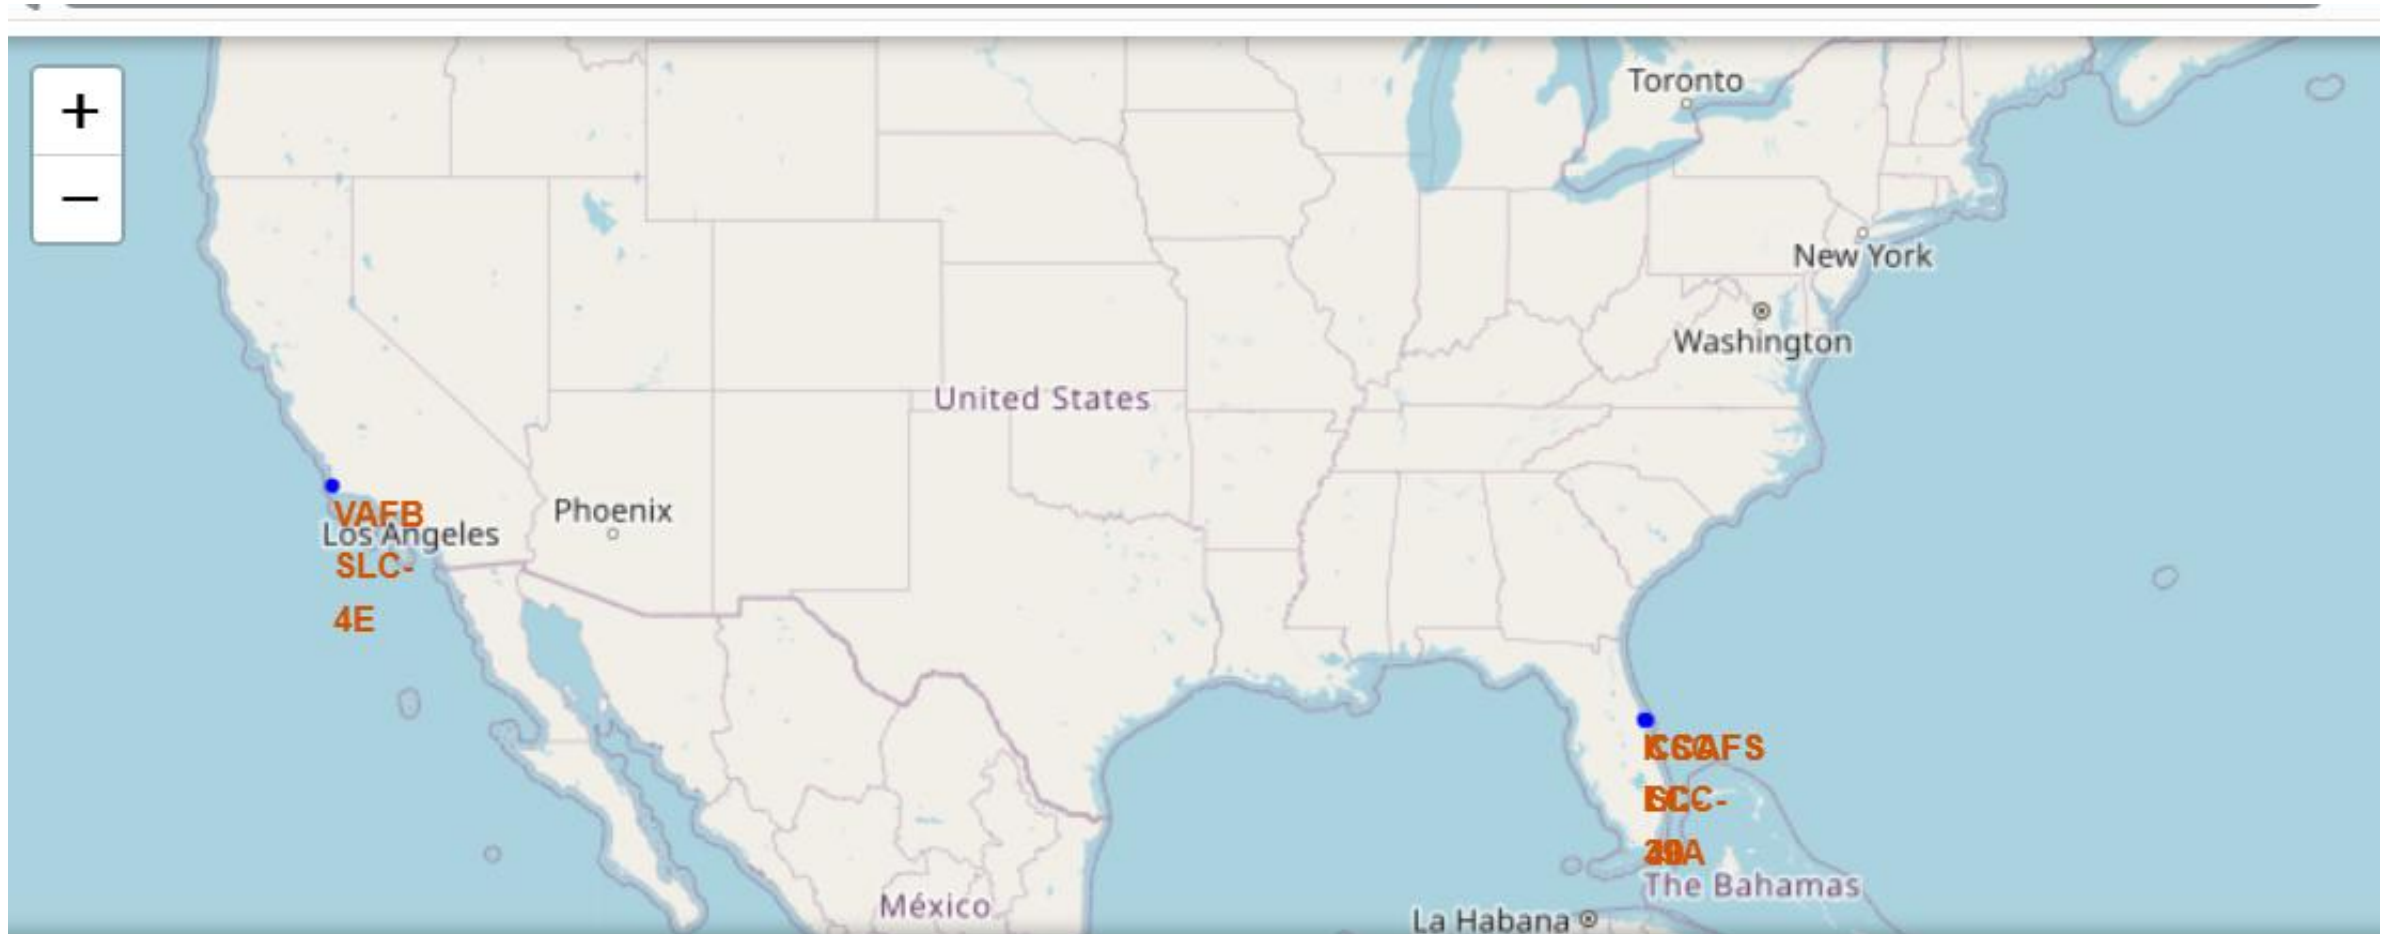 +
−
Toronto
New York
Washington
United States
Phoenix
VAFB
Los Angeles
SLC-
4E
The Bahamas
México
La Habana